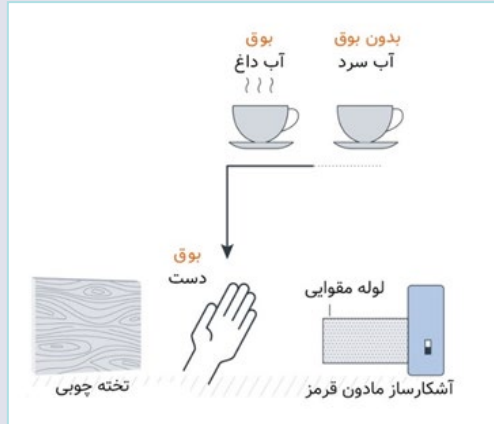 بدون بوق
آب سرد
بوق
آب داغ
بوق
دست
لوله مقوایی
آشکارساز مادون قرمز
تخته چوبی